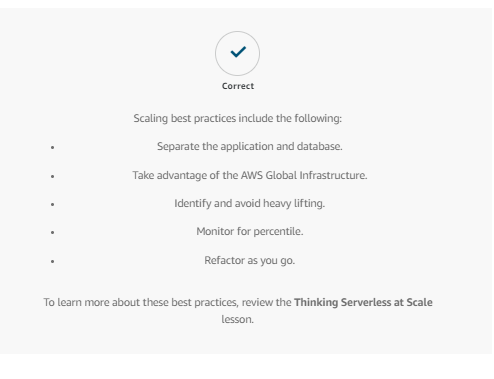 Correct
Scaling best practices include the following:
• Separate the application and database.
• Take advantage of the AWS Global Infrastructure.
• Identify and avoid heavy lifting.
• Monitor for percentile.
• Refactor as you go.
To learn more about these best practices, review the Thinking Serverless at Scale
lesson.